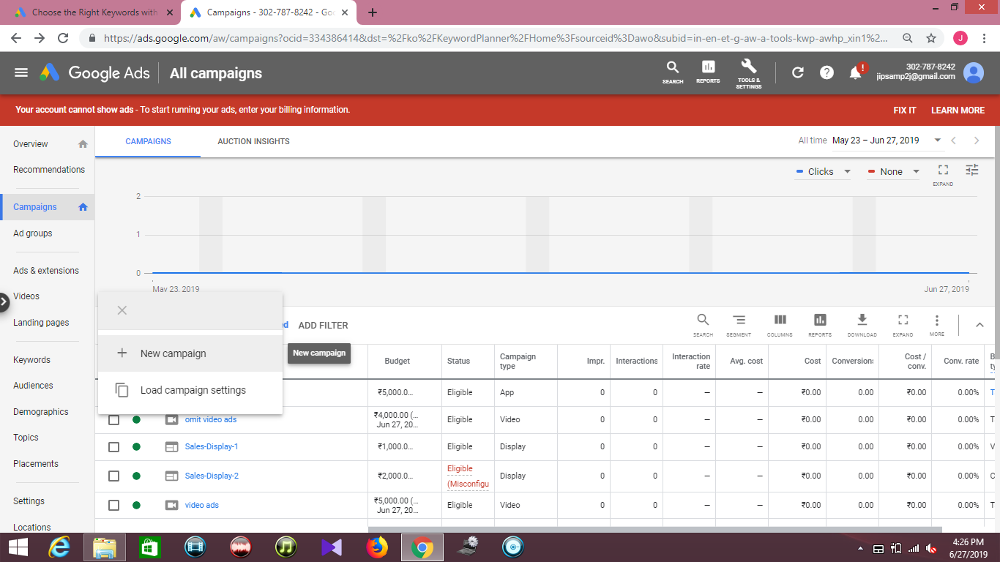 Choose the Right Keywords with
Campaigns - 302-787-8242 - Goo
https://ads.google.com/aw/campaigns?ocid=334386414&dst=%2Fko%2FKeywordPlanner%2FHome%3Fsourceid%3Dawo&subid=in-en-et-g-aw-a-tools-kwp-awhp_xin1%2...
J
Google Ads
All campaigns
SEARCH
REPORTS
TOOLS & SETTINGS
302-787-8242
jipsamp2j@gmail.com
Your account cannot show ads - To start running your ads, enter your billing information.
FIX IT
LEARN MORE
Overview
Recommendations
Campaigns
Ad groups
Ads & extensions
Videos
Landing pages
Keywords
Audiences
Demographics
Topics
Placements
Settings
Locations
CAMPAIGNS
AUCTION INSIGHTS
All time May 23 – Jun 27, 2019
Clicks
None
EXPAND
2
1
0
May 23, 2019
Jun 27, 2019
ed
ADD FILTER
SEARCH
SEGMENT
COLUMNS
REPORTS
DOWNLOAD
EXPAND
MORE
New campaign
New campaign
Load campaign settings
Budget Status Campaign type Impr. Interactions Interaction rate Avg. cost Cost Conversions Cost / conv. Conv. rate B ty
₹5,000.0... Eligible App 0 0 – – ₹0.00 0.00 ₹0.00 0.00% T
omit video ads ₹4,000.00 (... Jun 27, 20... Eligible Video 0 0 – – ₹0.00 0.00 ₹0.00 0.00% T
Sales-Display-1 ₹1,000.0... Eligible Display 0 0 – – ₹0.00 0.00 ₹0.00 0.00% V
Sales-Display-2 ₹2,000.0... Eligible (Misconfigu Display 0 0 – – ₹0.00 0.00 ₹0.00 0.00% C
video ads ₹5,000.00 (... Jun 27, 20... Eligible Video 0 0 – – ₹0.00 0.00 ₹0.00 0.00% T
4:26 PM
6/27/2019